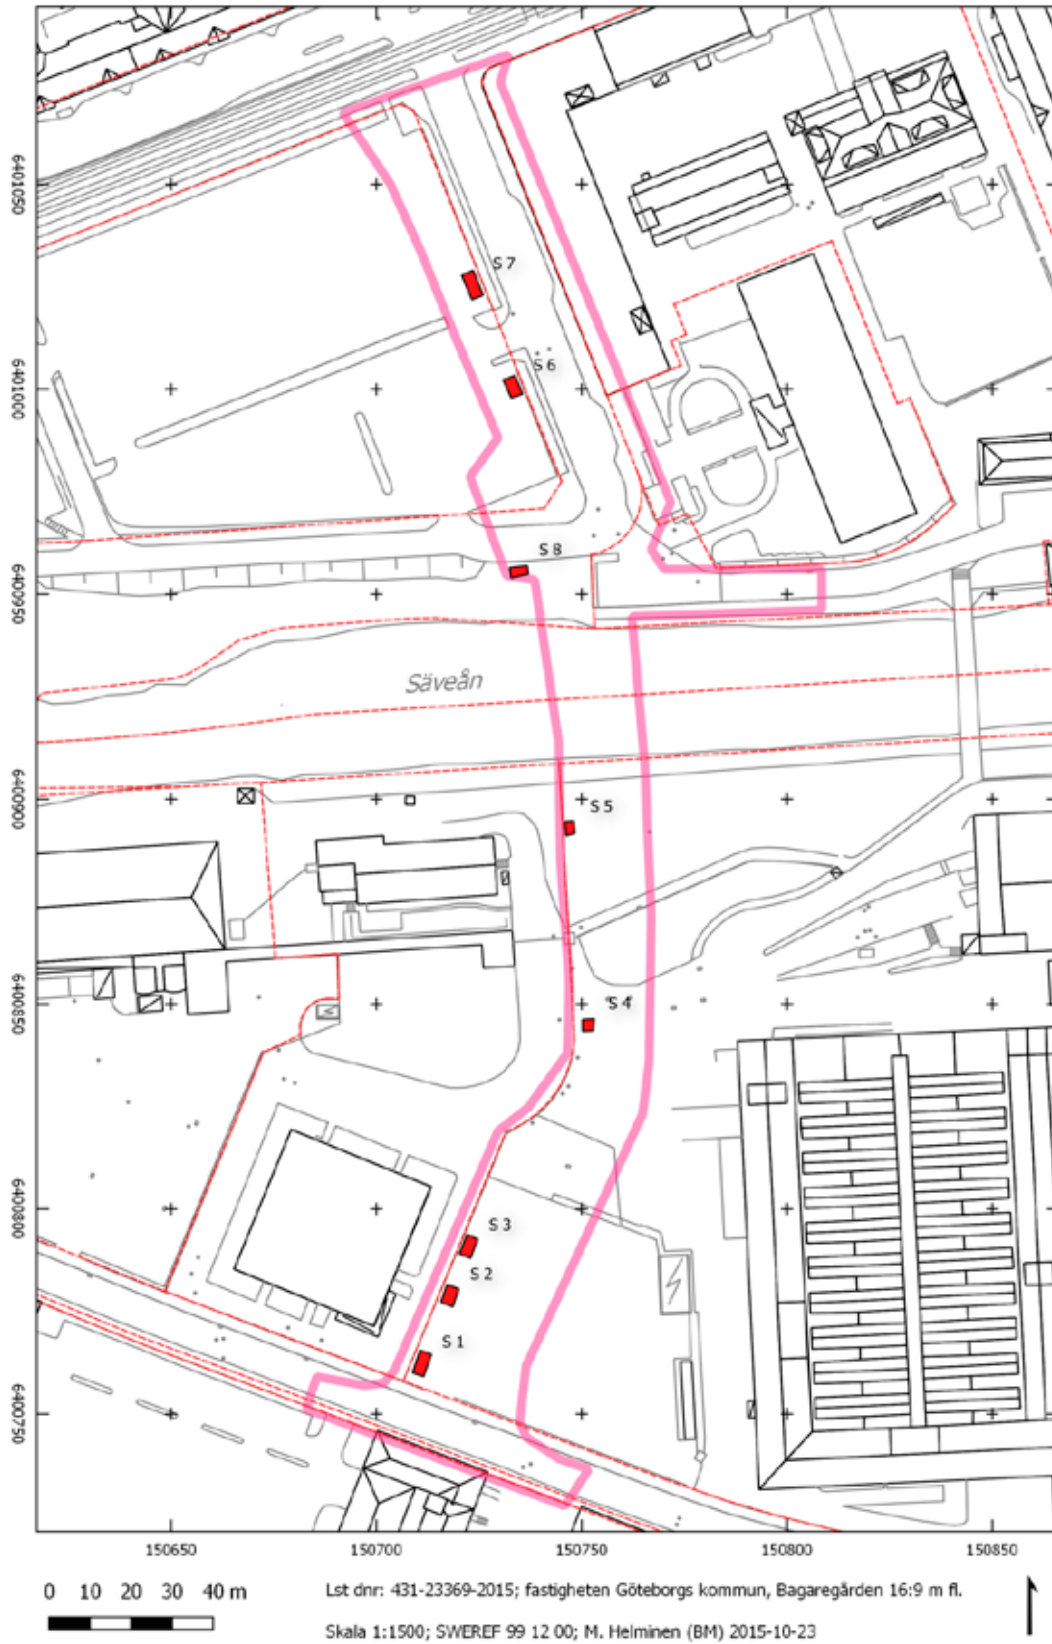 6401050
S 7
S 6
6401000
S 8
6400950
Säveån
6400900
S 5
6400850
S 4
6400800
S 3
S 2
S 1
6400750
150650 150700 150750 150800 150850
0 10 20 30 40 m
Lst dnr: 431-23369-2015; fastigheten Göteborgs kommun, Bagaregården 16:9 m fl.
Skala 1:1500; SWEREF 99 12 00; M. Helminen (BM) 2015-10-23